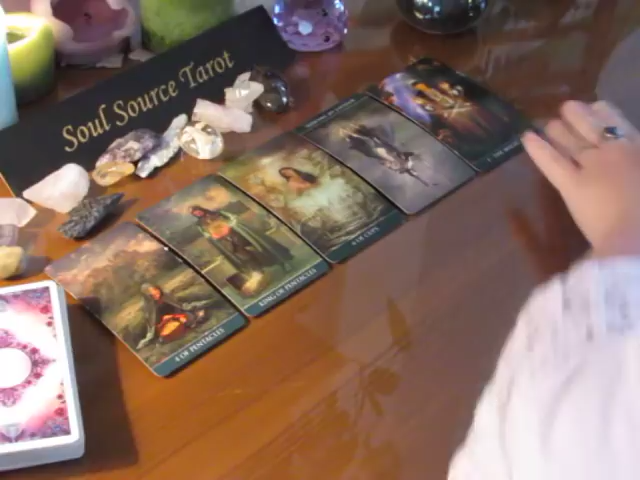 Soul Source Tarot
4 OF PENTACLES
KING OF PENTACLES
4 OF CUPS